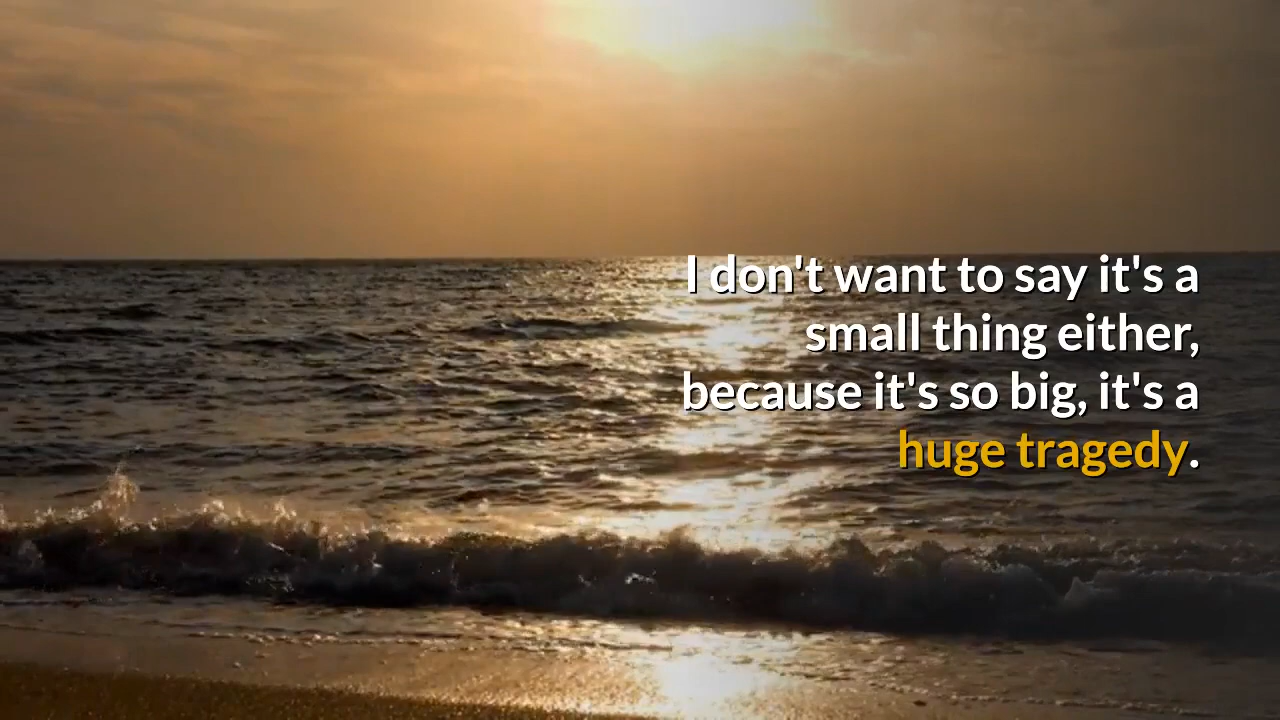 I don't want to say it's a
small thing either,
because it's so big, it's a
huge tragedy.